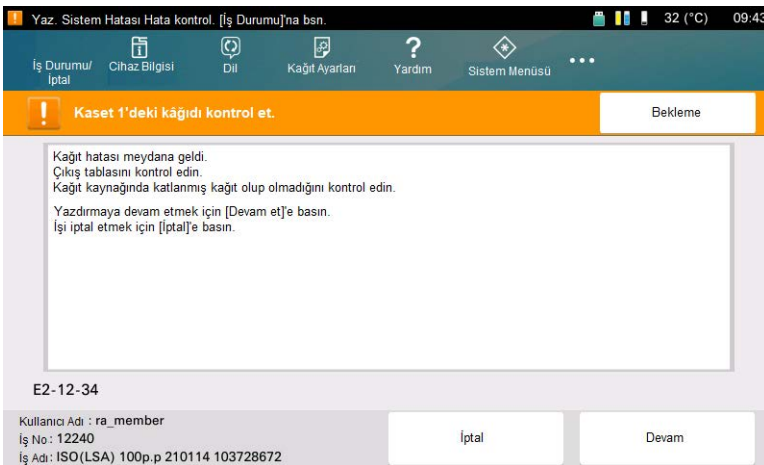 Yaz. Sistem Hatası Hata kontrol. [İş Durumu]'na bsn.
32 (°C)
09:43
İş Durumu/
İptal
Cihaz Bilgisi
Dil
Kağıt Ayarları
Yardım
Sistem Menüsü
Kaset 1'deki kâğıdı kontrol et.
Bekleme
Kağıt hatası meydana geldi.
Çıkış tablasını kontrol edin.
Kağıt kaynağında katlanmış kağıt olup olmadığını kontrol edin.
Yazdırmaya devam etmek için [Devam et]'e basın.
İşi iptal etmek için [İptal]'e basın.
E2-12-34
Kullanıcı Adı : ra_member
İş No : 12240
İş Adı : ISO(LSA) 100p.p 210114 103728672
İptal
Devam